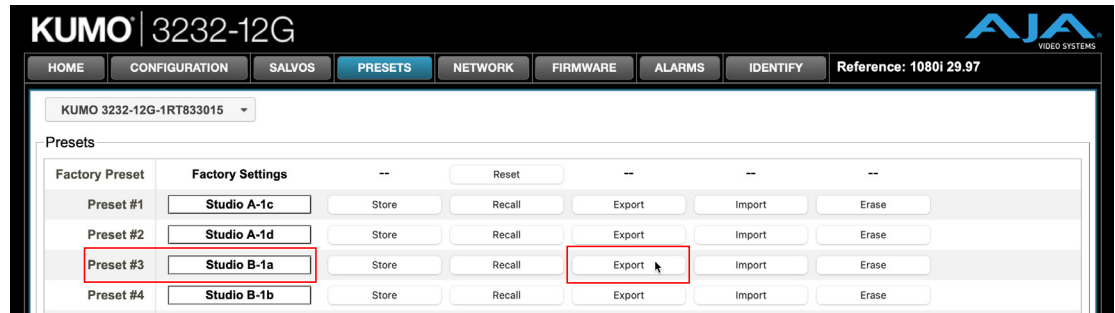 KUMO® 3232-12G
AJA
VIDEO SYSTEMS
HOME CONFIGURATION SALVOS PRESETS NETWORK FIRMWARE ALARMS IDENTIFY Reference: 1080i 29.97
KUMO 3232-12G-1RT833015
Presets
Factory Preset Factory Settings -- Reset -- -- --
Preset #1 Studio A-1c Store Recall Export Import Erase
Preset #2 Studio A-1d Store Recall Export Import Erase
Preset #3 Studio B-1a Store Recall Export Import Erase
Preset #4 Studio B-1b Store Recall Export Import Erase